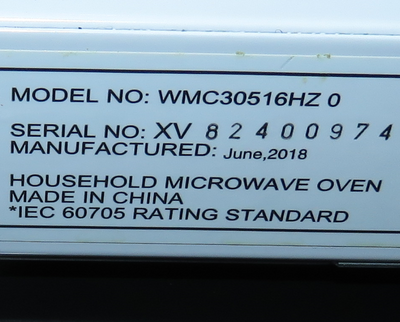 MODEL NO: WMC30516HZ 0
SERIAL NO: XV 82400974
MANUFACTURED: June,2018
HOUSEHOLD MICROWAVE OVEN
MADE IN CHINA
*IEC 60705 RATING STANDARD